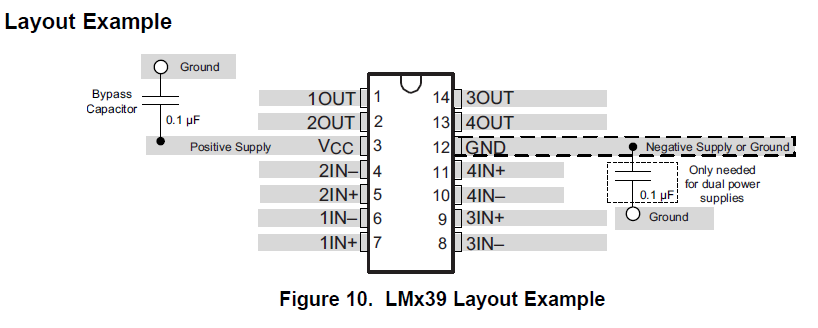 Layout Example
Ground
Bypass
Capacitor
0.1 µF
Positive Supply
1OUT 1
2OUT 2
VCC 3
2IN– 4
2IN+ 5
1IN– 6
1IN+ 7
14 3OUT
13 4OUT
12 GND
11 4IN+
10 4IN–
9 3IN+
8 3IN–
Negative Supply or Ground
Only needed
for dual power
supplies
0.1 µF
Ground
Figure 10. LMx39 Layout Example